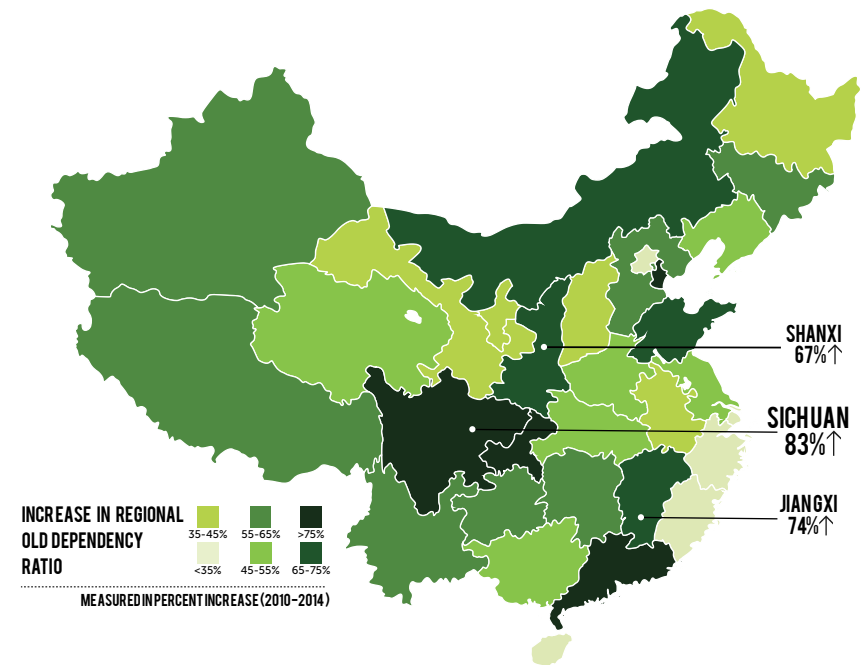 SHANXI
67%↑
SICHUAN
83%↑
JIANGXI
74%↑
INCREASE IN REGIONAL
OLD DEPENDENCY
RATIO
35-45% 55-65% >75%
<35% 45-55% 65-75%
MEASURED IN PERCENT INCREASE (2010-2014)